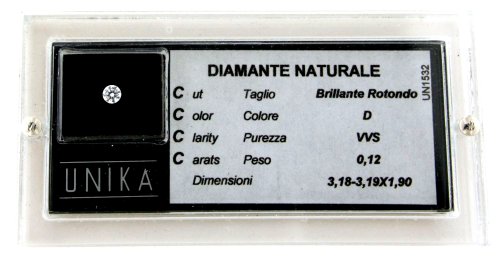 DIAMANTE NATURALE
Cut Taglio Brillante Rotondo
Color Colore D
Clarity Purezza VVS
Carats Peso 0,12
Dimensioni 3,18-3,19X1,90
UN1532
UNIKA